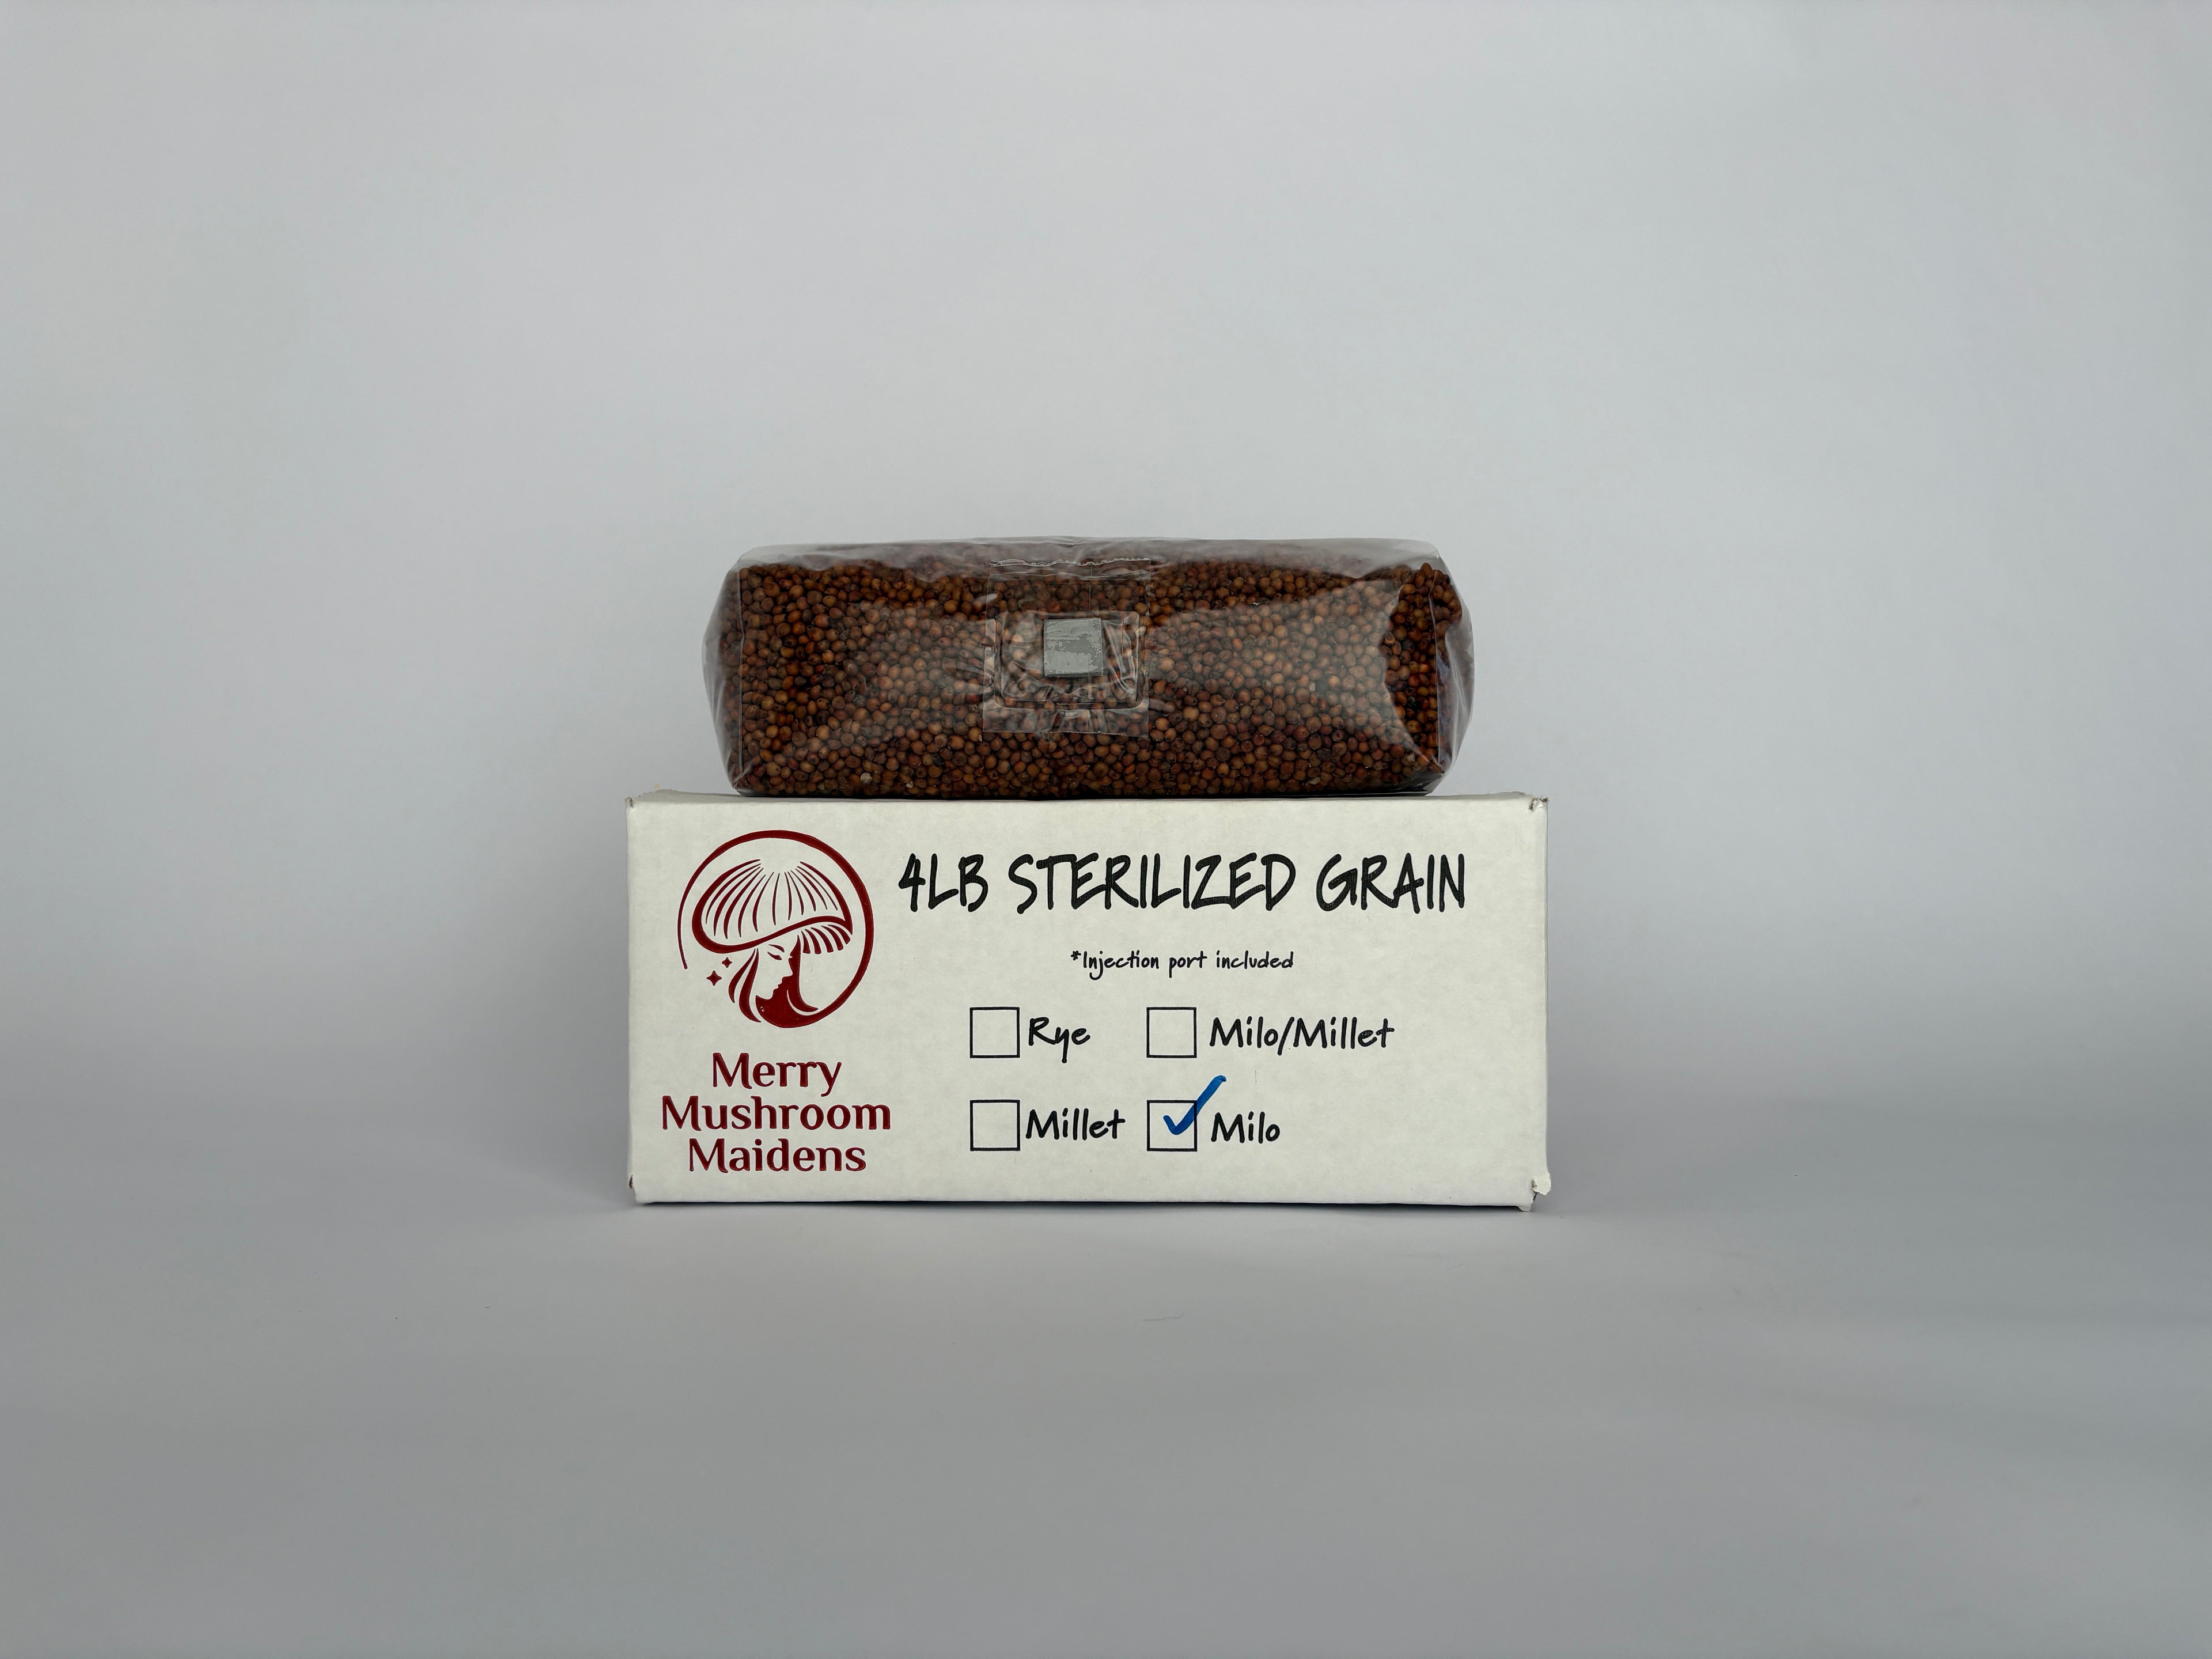 4LB STERILIZED GRAIN
*Injection port included
Rye
Milo/Millet
Millet
Milo
Merry
Mushroom
Maidens